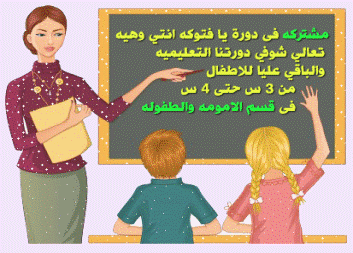 مشتركه فى دورة يا فتوكه انتي وهيه
تعالي شوفي دورتنا التعليميه
والباقي عليا للاطفال
من 3 س حتى 4 س
فى قسم الامومه والطفوله